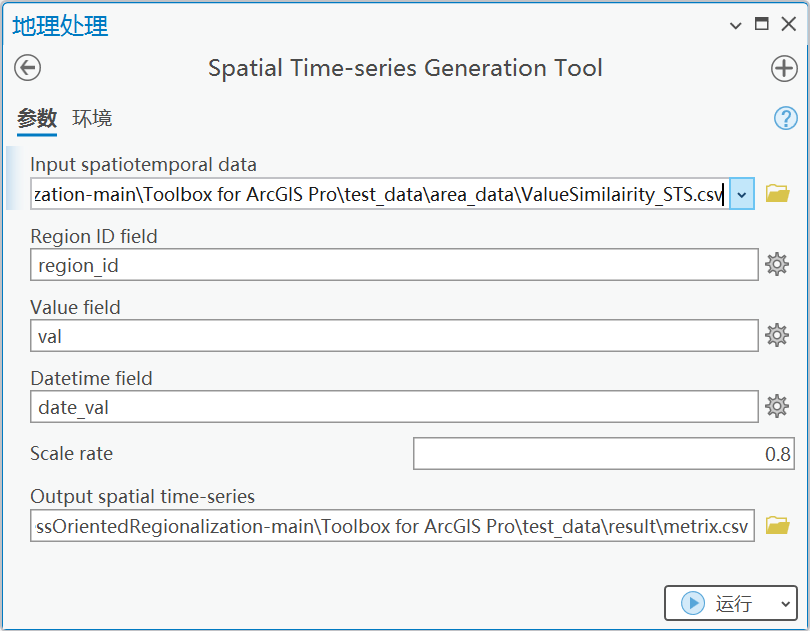 地理处理
Spatial Time-series Generation Tool
参数 环境
Input spatiotemporal data
zation-main\Toolbox for ArcGIS Pro\test_data\area_data\ValueSimilairity_STS.csv
Region ID field
region_id
Value field
val
Datetime field
date_val
Scale rate
0.8
Output spatial time-series
ssOrientedRegionalization-main\Toolbox for ArcGIS Pro\test_data\result\metrix.csv
运行